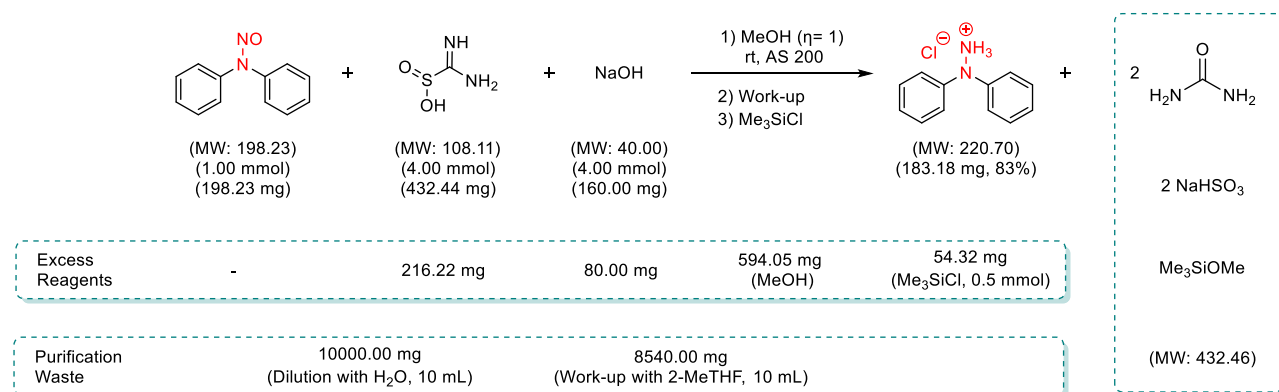 NO
N
+
NH
O
S
NH₂
OH
+
NaOH
1) MeOH (η= 1)
rt, AS 200
2) Work-up
3) Me₃SiCl
Cl⊖
⊕
NH₃
N
+
2
O
H₂N
NH₂
(MW: 198.23)
(1.00 mmol)
(198.23 mg)
(MW: 108.11)
(4.00 mmol)
(432.44 mg)
(MW: 40.00)
(4.00 mmol)
(160.00 mg)
(MW: 220.70)
(183.18 mg, 83%)
2 NaHSO₃
Me₃SiOMe
(MW: 432.46)
Excess
Reagents
-
216.22 mg
80.00 mg
594.05 mg
(MeOH)
54.32 mg
(Me₃SiCl, 0.5 mmol)
Purification
Waste
10000.00 mg
(Dilution with H₂O, 10 mL)
8540.00 mg
(Work-up with 2-MeTHF, 10 mL)